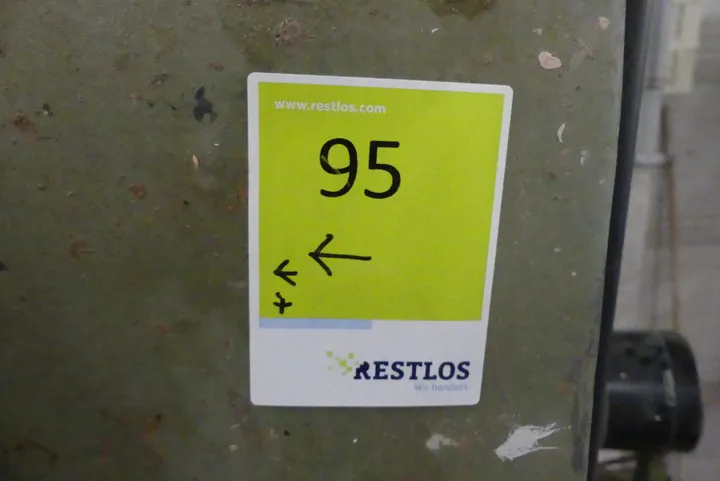 www.restlos.com
95
←
←
+
RESTLOS
Wir handeln